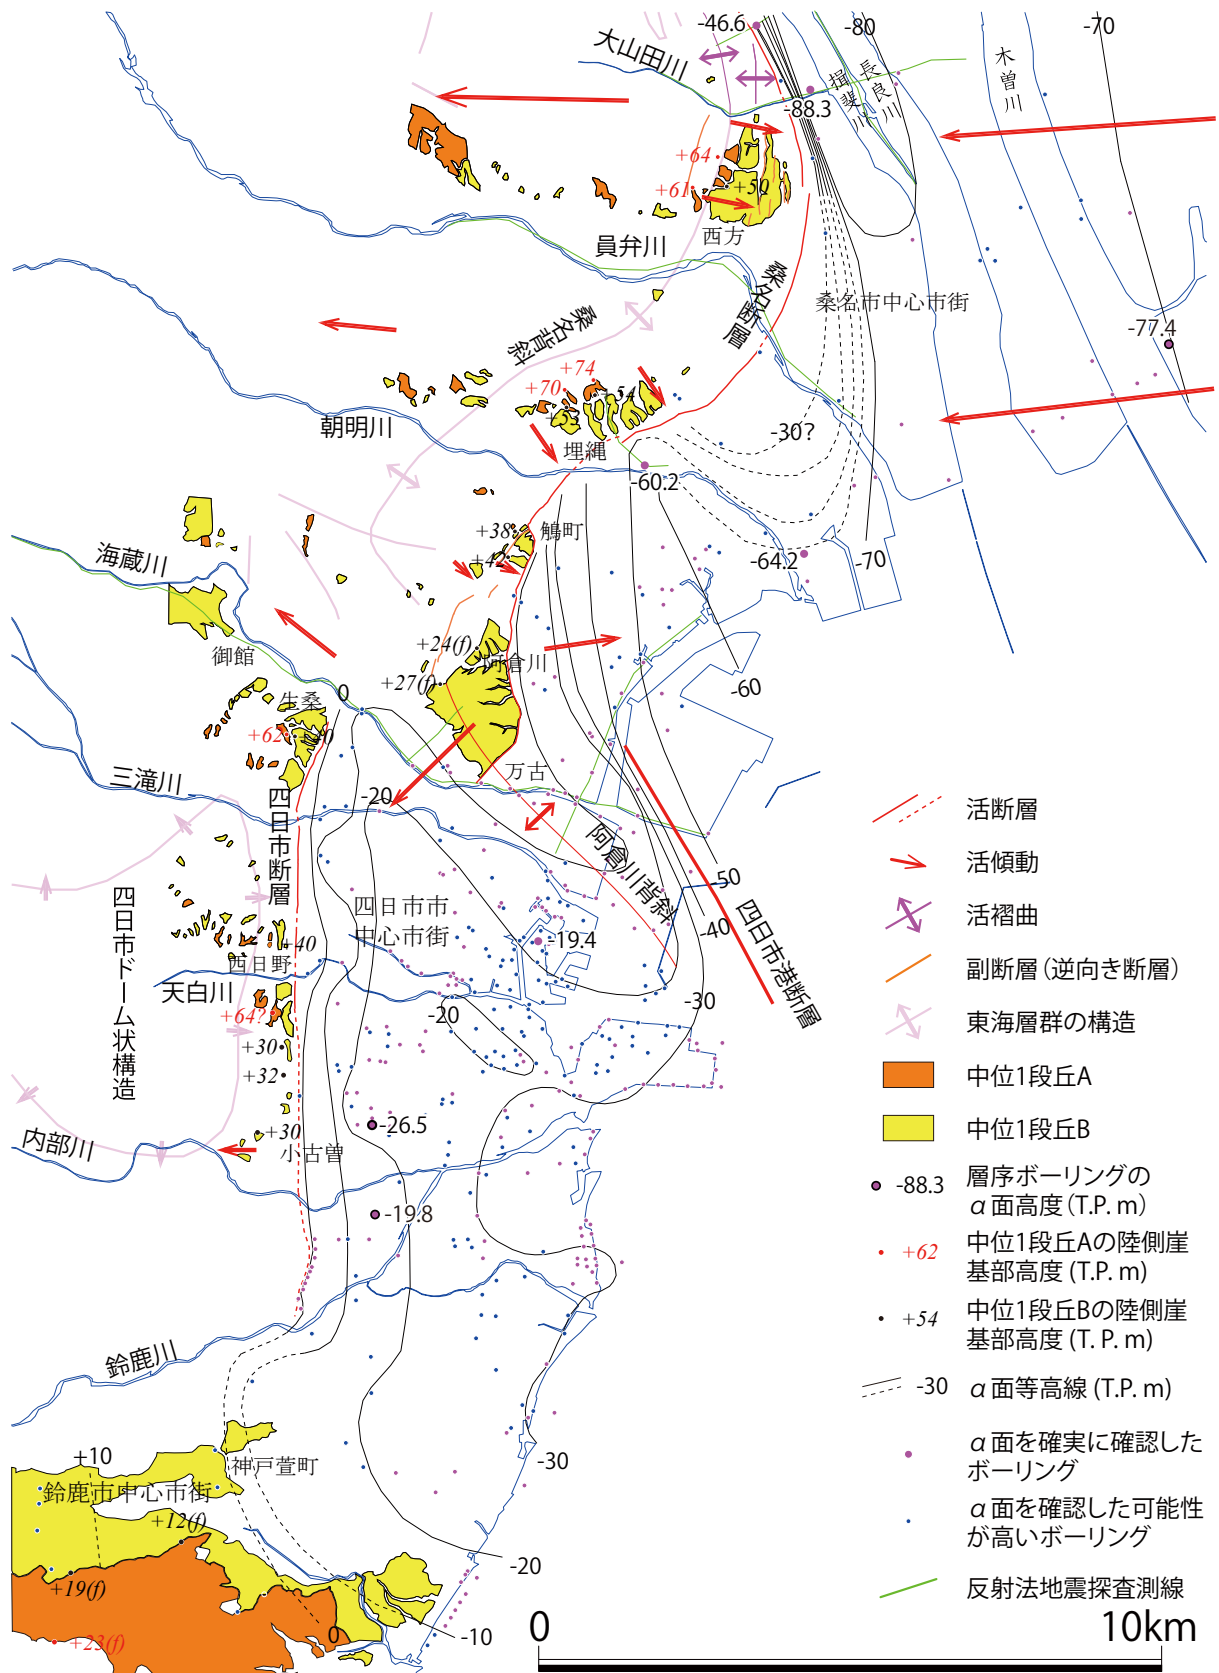 -46.6
-80
-70
大山田川
揖斐川
長良川
木曽川
-88.3
+64
+61
+50
西方
員弁川
桑名断層
桑名市中心市街
-77.4
桑名背斜
+74
+70
+54
+53
朝明川
埋縄
-30?
-60.2
+38
鵤町
+42
-64.2
-70
海蔵川
御館
+24(f)
阿倉川
+27(f)
-60
生桑
0
+62
+40
三滝川
万古
-20
四日市断層
阿倉川背斜
-50
四日市ドーム状構造
四日市市
中心市街
-40
四日市港断層
-19.4
+40
西日野
天白川
-30
+64?
-20
+30
+32
-26.5
+30
内部川
小古曽
-19.8
鈴鹿川
-30
+10
神戸萱町
鈴鹿市中心市街
+12(f)
-20
+19(f)
+23(f)
0
-10
活断層
活傾動
活褶曲
副断層(逆向き断層)
東海層群の構造
中位1段丘A
中位1段丘B
-88.3 層序ボーリングの
α面高度(T.P. m)
+62 中位1段丘Aの陸側崖
基部高度 (T.P. m)
+54 中位1段丘Bの陸側崖
基部高度 (T. P. m)
-30 α面等高線 (T.P. m)
α面を確実に確認した
ボーリング
α面を確認した可能性
が高いボーリング
反射法地震探査測線
0 10km